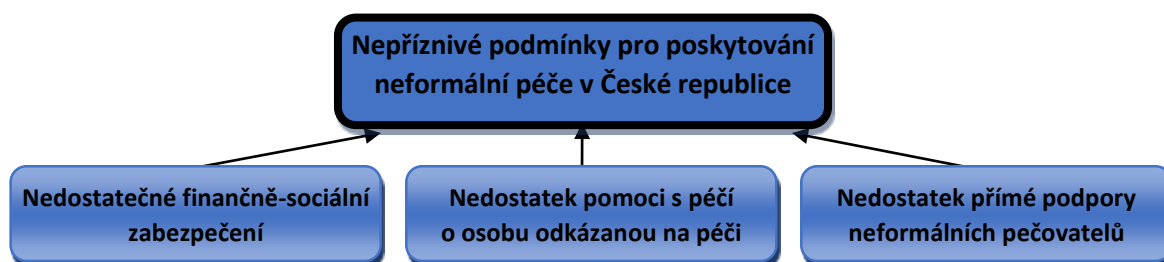 Nepříznivé podmínky pro poskytování
neformální péče v České republice
Nedostatečné finančně-sociální
zabezpečení
Nedostatek pomoci s péčí
o osobu odkázanou na péči
Nedostatek přímé podpory
neformálních pečovatelů